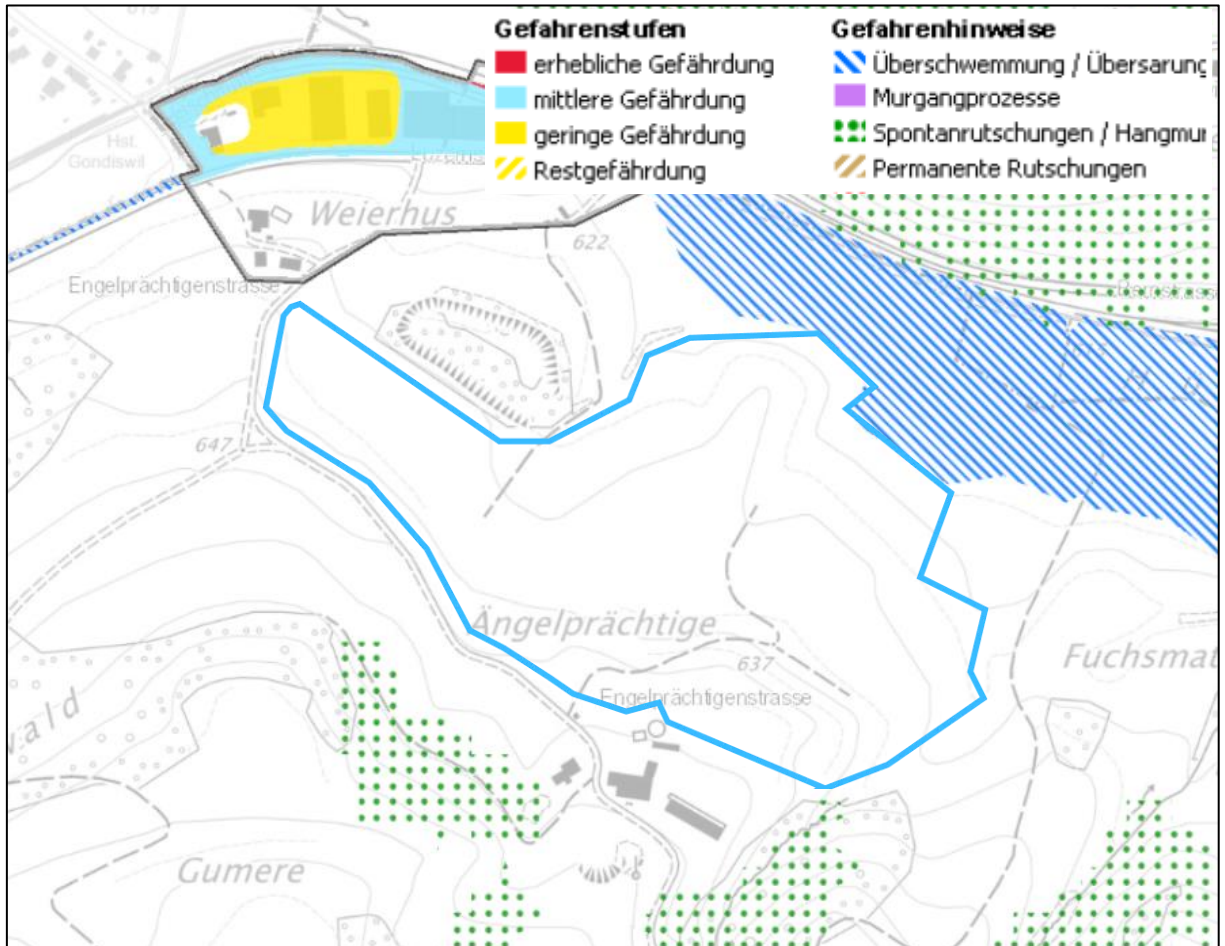 Gefahrenstufen
erhebliche Gefährdung
mittlere Gefährdung
geringe Gefährdung
Restgefährdung
Gefahrenhinweise
Überschwemmung / Übersarung
Murgangprozesse
Spontanrutschungen / Hangmur
Permanente Rutschungen
Hst.
Gondiswil
Weierhus
622
Engelprächtigenstrasse
647
Ängelprächtige
637
Engelprächtigenstrasse
Fuchsmat
wald
Gumere